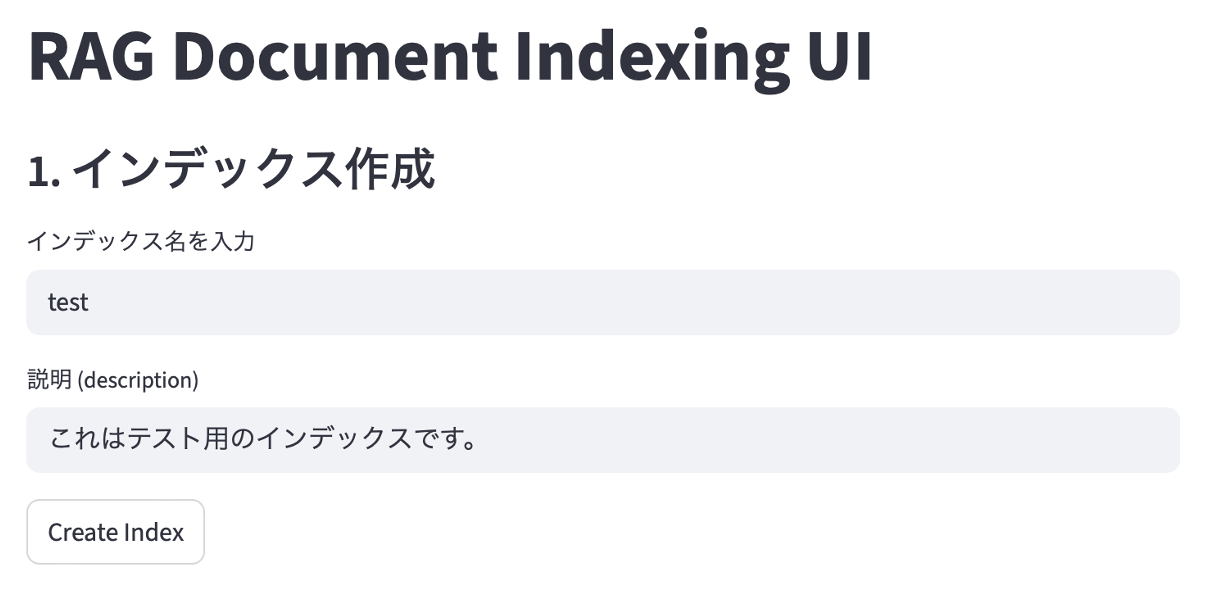 RAG Document Indexing UI
1. インデックス作成
インデックス名を入力
test
説明 (description)
これはテスト用のインデックスです。
Create Index